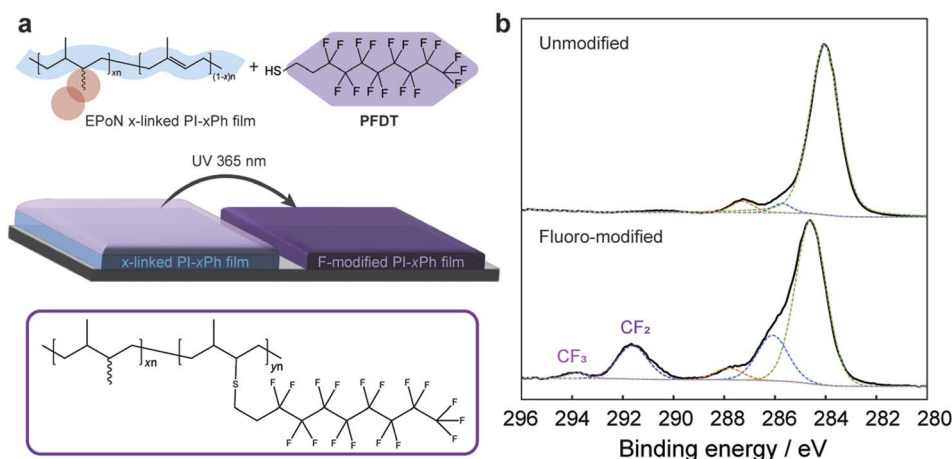 a
b
[ ]xn [ ](1-x)n
+
HS
F F F F F F F F
F
F
F
F F F F F F
EPoN x-linked PI-xPh film
PFDT
UV 365 nm
x-linked PI-xPh film
F-modified PI-xPh film
[ ]xn [ ]yn
S
F F F F F F F F
F
F
F
F F F F F F
Unmodified
Fluoro-modified
CF₃
CF₂
296 294 292 290 288 286 284 282 280
Binding energy / eV